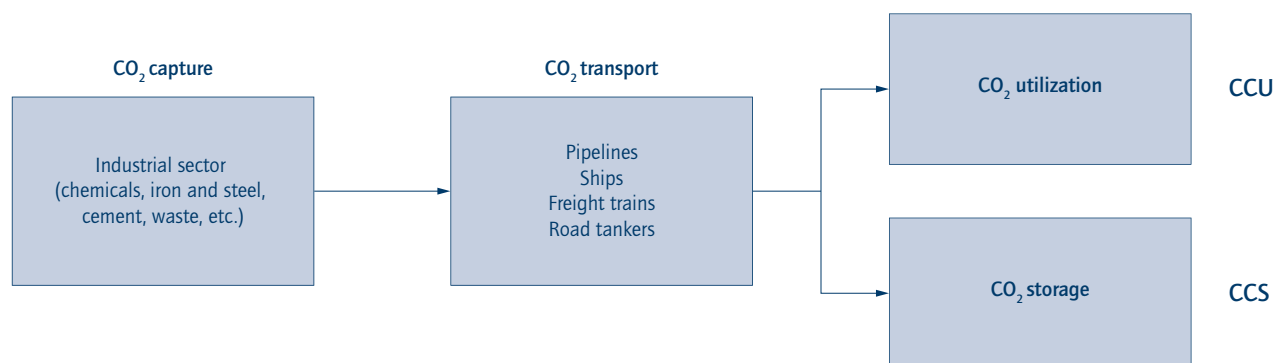 CO₂ capture
Industrial sector
(chemicals, iron and steel,
cement, waste, etc.)
CO₂ transport
Pipelines
Ships
Freight trains
Road tankers
CO₂ utilization
CCU
CO₂ storage
CCS